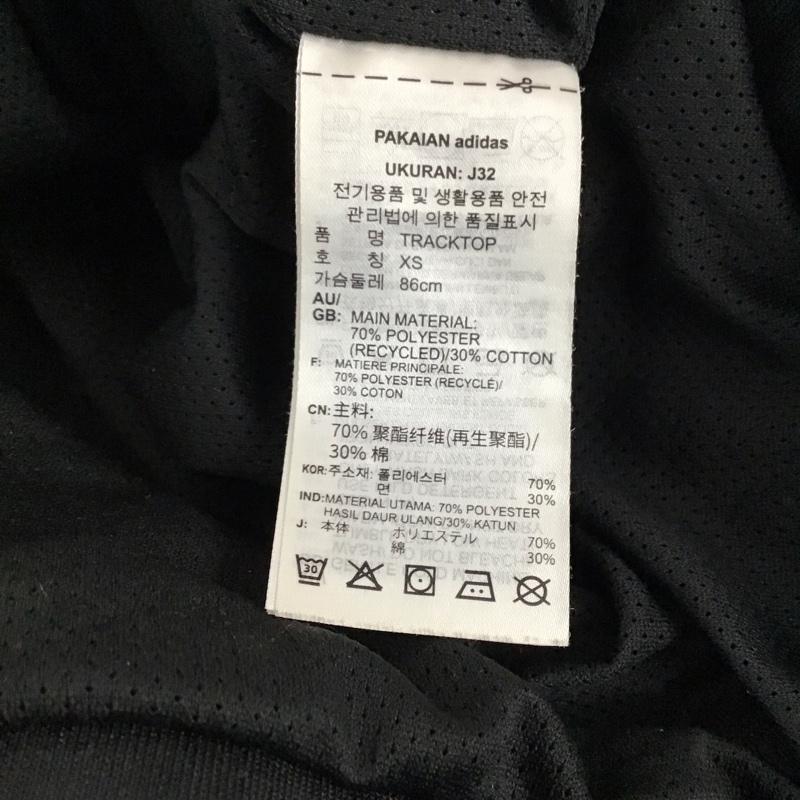 PAKAIAN adidas
UKURAN: J32
전기용품 및 생활용품 안전
관리법에 의한 품질표시
품 명 TRACKTOP
호 칭 XS
가슴둘레 86cm
AU/
GB: MAIN MATERIAL:
70% POLYESTER
(RECYCLED)/30% COTTON
F: MATIERE PRINCIPALE:
70% POLYESTER (RECYCLÉ)/
30% COTON
CN: 主料:
70% 聚酯纤维(再生聚酯)/
30% 棉
KOR: 주소재: 폴리에스터 70%
면 30%
IND: MATERIAL UTAMA: 70% POLYESTER
HASIL DAUR ULANG/30% KATUN
J: 本体 ポリエステル 70%
綿 30%
30